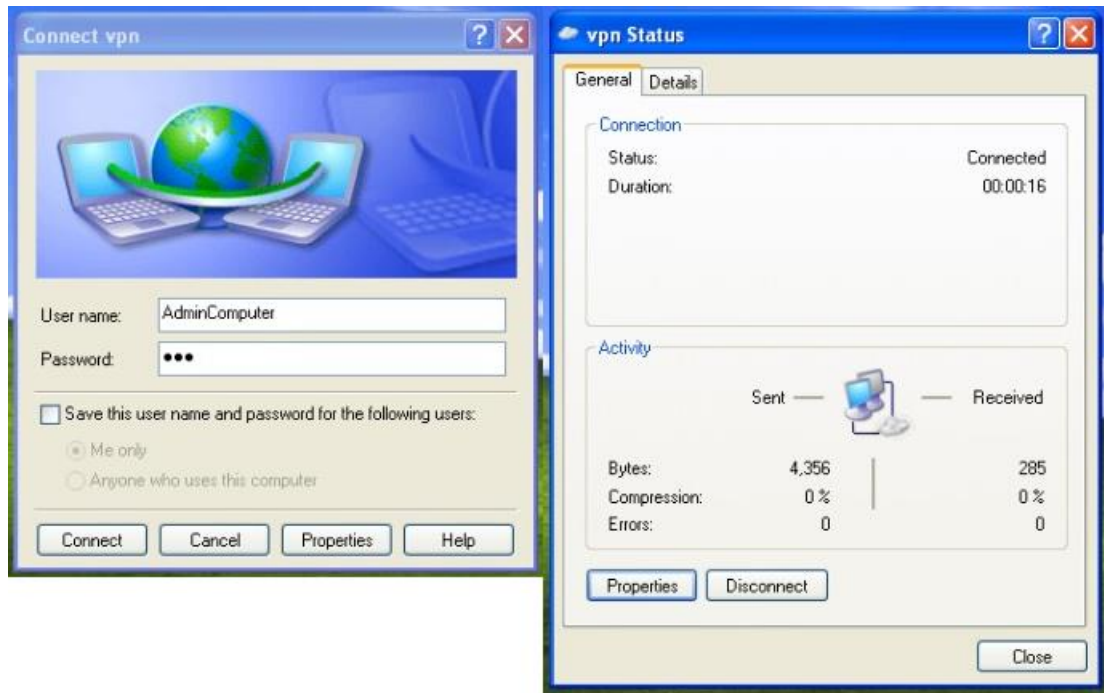 Connect vpn
User name: AdminComputer
Password: •••
Save this user name and password for the following users:
Me only
Anyone who uses this computer
Connect Cancel Properties Help
vpn Status
General Details
Connection
Status: Connected
Duration: 00:00:16
Activity
Sent — — Received
Bytes: 4,356 285
Compression: 0 % 0 %
Errors: 0 0
Properties Disconnect
Close